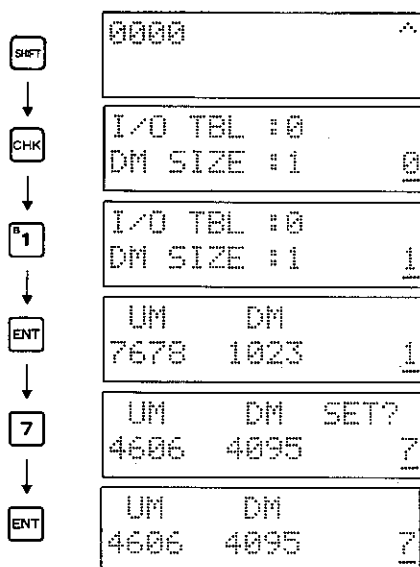 SHIFT
0000 ^
CHK
I/O TBL :0
DM SIZE :1 0
B1
I/O TBL :0
DM SIZE :1 1
ENT
UM DM
7678 1023 1
7
UM DM SET?
4606 4095 7
ENT
UM DM
4606 4095 7